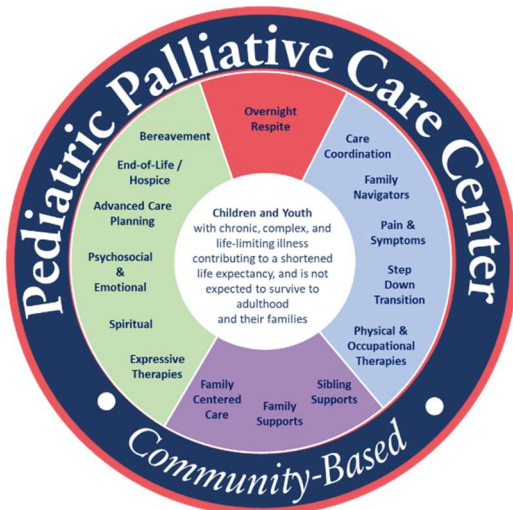 Pediatric Palliative Care Center
Overnight
Respite
Care
Coordination
Family
Navigators
Pain &
Symptoms
Step
Down
Transition
Physical &
Occupational
Therapies
Sibling
Supports
Family
Supports
Family
Centered
Care
Bereavement
End-of-Life /
Hospice
Advanced Care
Planning
Psychosocial
&
Emotional
Spiritual
Expressive
Therapies
Children and Youth
with chronic, complex, and
life-limiting illness
contributing to a shortened
life expectancy, and is not
expected to survive to
adulthood
and their families
Community-Based